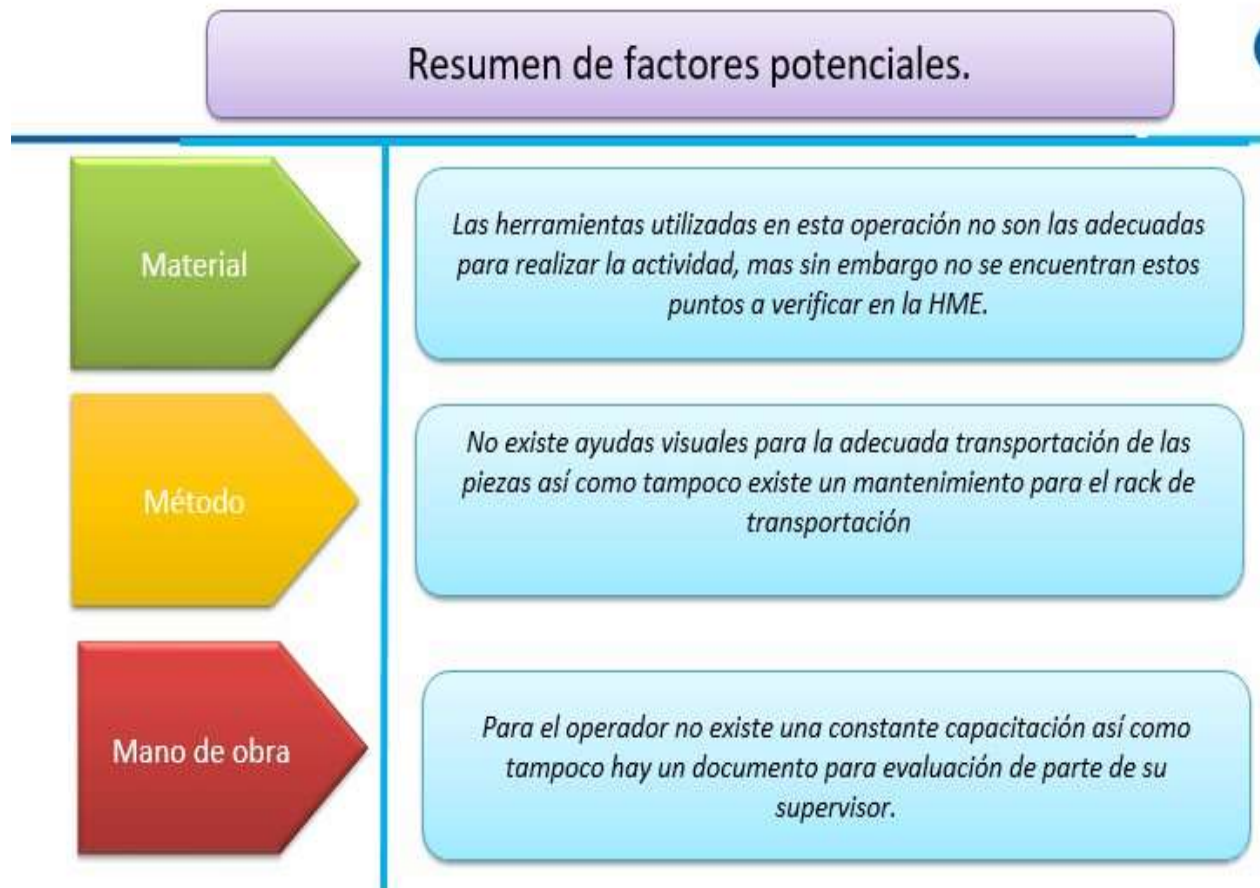 Resumen de factores potenciales.
Material
Las herramientas utilizadas en esta operación no son las adecuadas
para realizar la actividad, mas sin embargo no se encuentran estos
puntos a verificar en la HME.
Método
No existe ayudas visuales para la adecuada transportación de las
piezas así como tampoco existe un mantenimiento para el rack de
transportación
Mano de obra
Para el operador no existe una constante capacitación así como
tampoco hay un documento para evaluación de parte de su
supervisor.